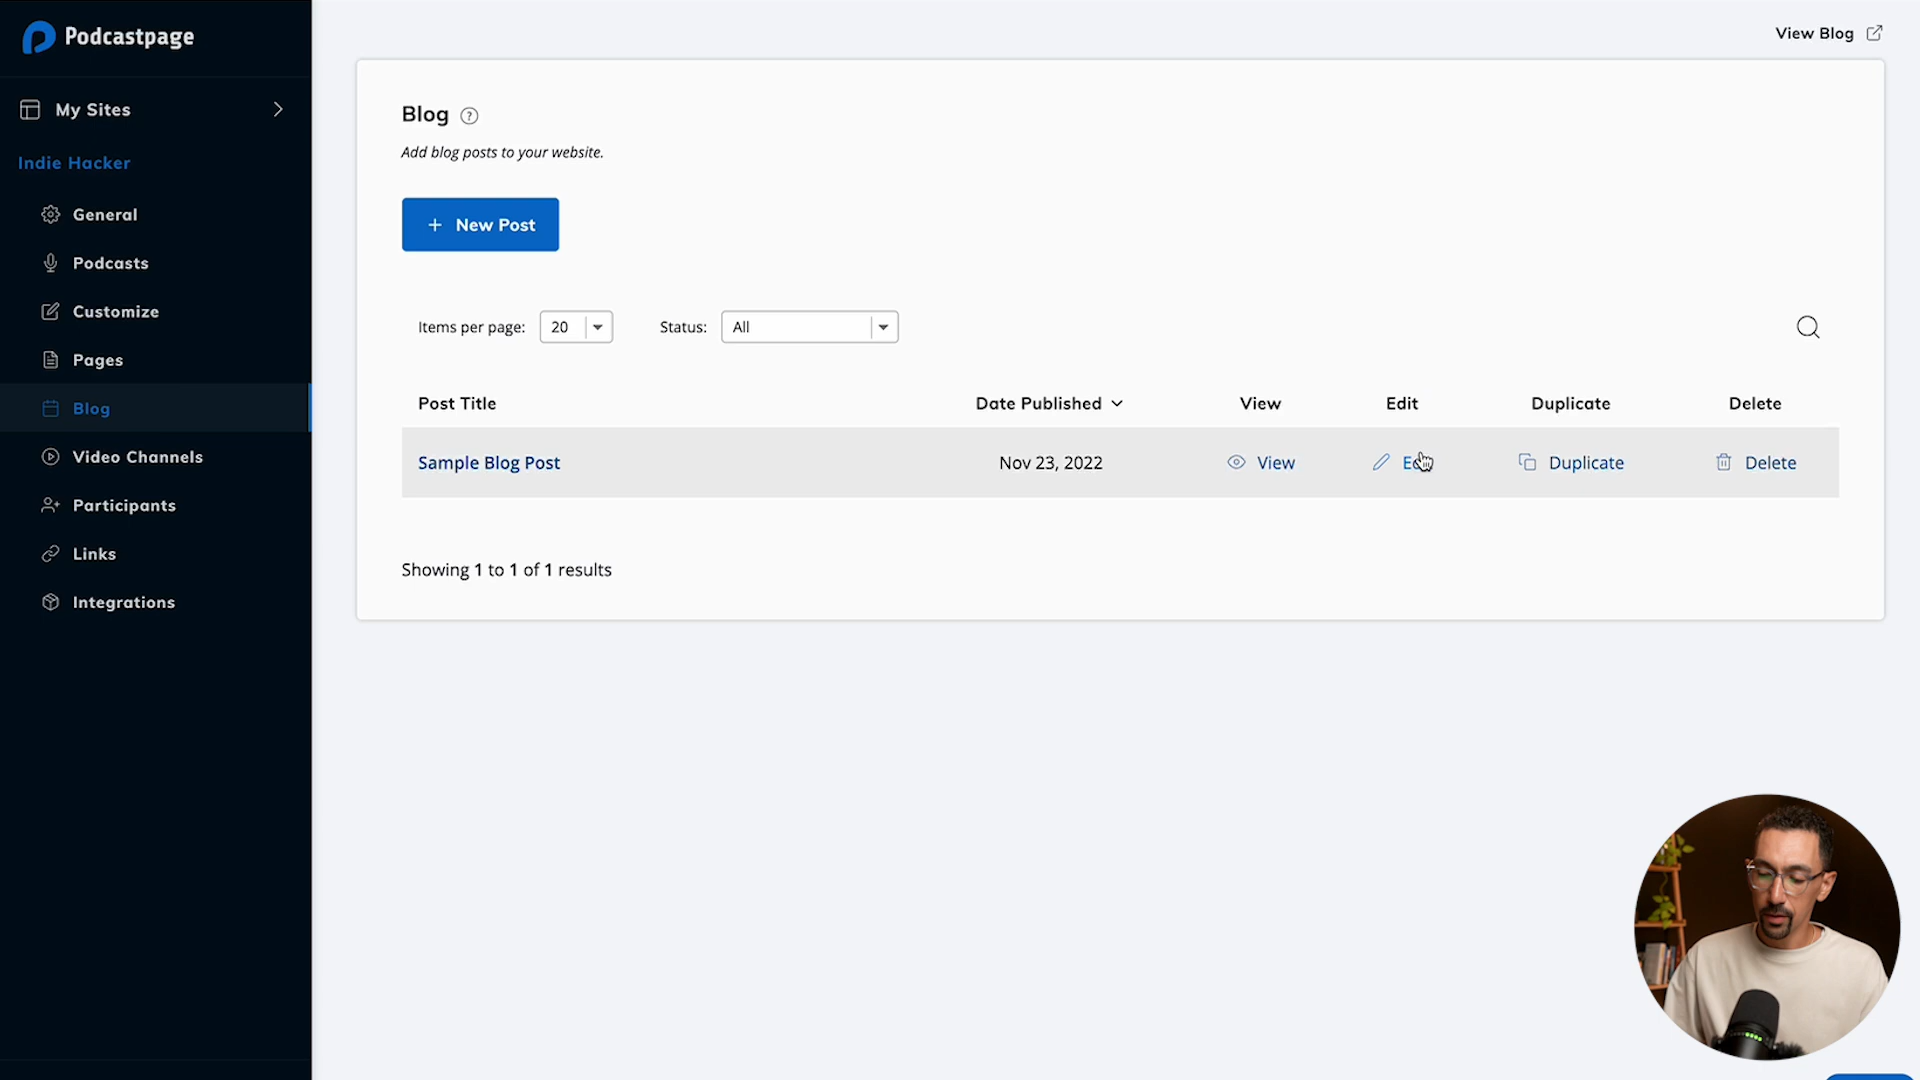 Podcastpage
My Sites
Indie Hacker
General
Podcasts
Customize
Pages
Blog
Video Channels
Participants
Links
Integrations
View Blog
Blog ?
Add blog posts to your website.
+ New Post
Items per page: 20 Status: All
Post Title Date Published View Edit Duplicate Delete
Sample Blog Post Nov 23, 2022 View Duplicate Delete
Showing 1 to 1 of 1 results